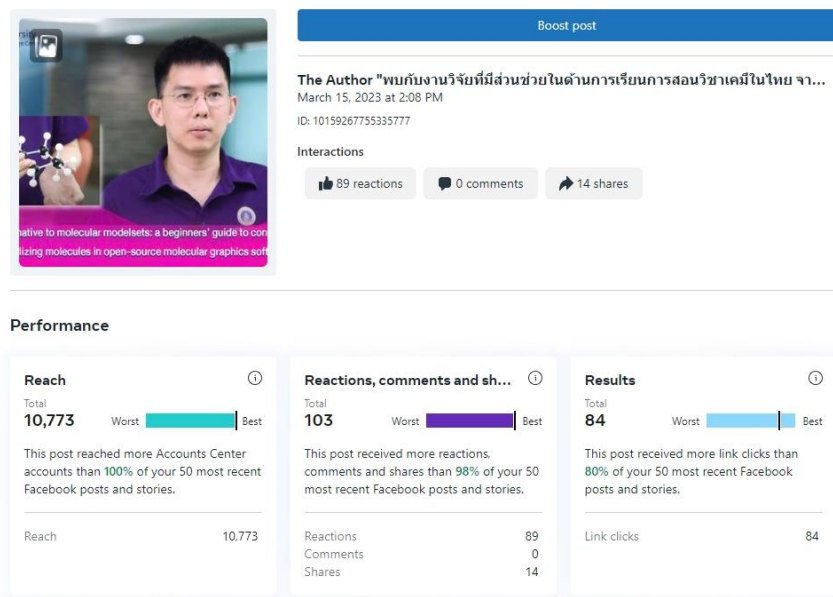 Boost post
The Author "พบกับงานวิจัยที่มีส่วนช่วยในด้านการเรียนการสอนวิชาเคมีในไทย จา...
March 15, 2023 at 2:08 PM
ID: 10159267755335777
Interactions
89 reactions
0 comments
14 shares
native to molecular modelsets: a beginners' guide to con
lizing molecules in open-source molecular graphics soft
Performance
Reach
Total
10,773
Worst
Best
This post reached more Accounts Center
accounts than 100% of your 50 most recent
Facebook posts and stories.
Reach 10,773
Reactions, comments and sh...
Total
103
Worst
Best
This post received more reactions,
comments and shares than 98% of your 50
most recent Facebook posts and stories.
Reactions 89
Comments 0
Shares 14
Results
Total
84
Worst
Best
This post received more link clicks than
80% of your 50 most recent Facebook
posts and stories.
Link clicks 84